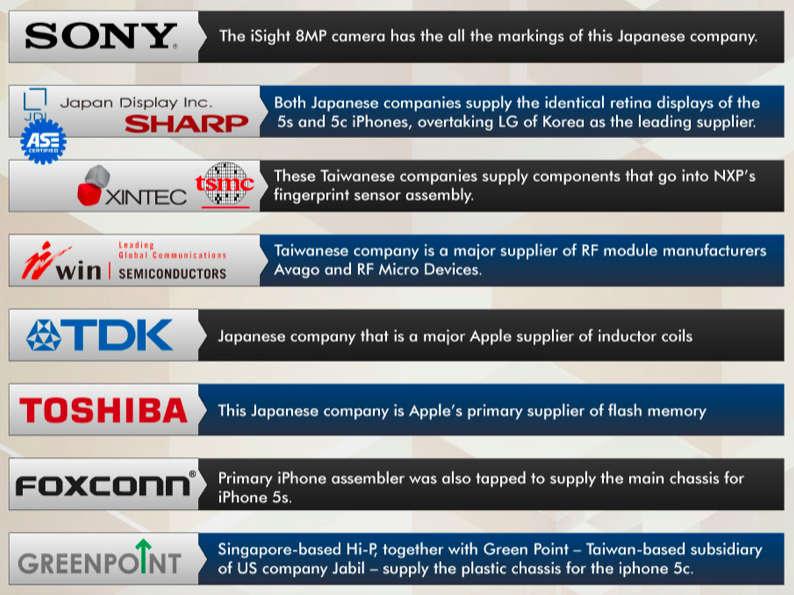 SONY
The iSight 8MP camera has the all the markings of this Japanese company.
JDI
Japan Display Inc.
SHARP
Both Japanese companies supply the identical retina displays of the
5s and 5c iPhones, overtaking LG of Korea as the leading supplier.
ASE
CERTIFIED
XINTEC
tsmc
These Taiwanese companies supply components that go into NXP's
fingerprint sensor assembly.
win
Leading
Global Communications
SEMICONDUCTORS
Taiwanese company is a major supplier of RF module manufacturers
Avago and RF Micro Devices.
TDK
Japanese company that is a major Apple supplier of inductor coils
TOSHIBA
This Japanese company is Apple's primary supplier of flash memory
FOXCONN®
Primary iPhone assembler was also tapped to supply the main chassis for
iPhone 5s.
GREENPOINT
Singapore-based Hi-P, together with Green Point – Taiwan-based subsidiary
of US company Jabil – supply the plastic chassis for the iphone 5c.